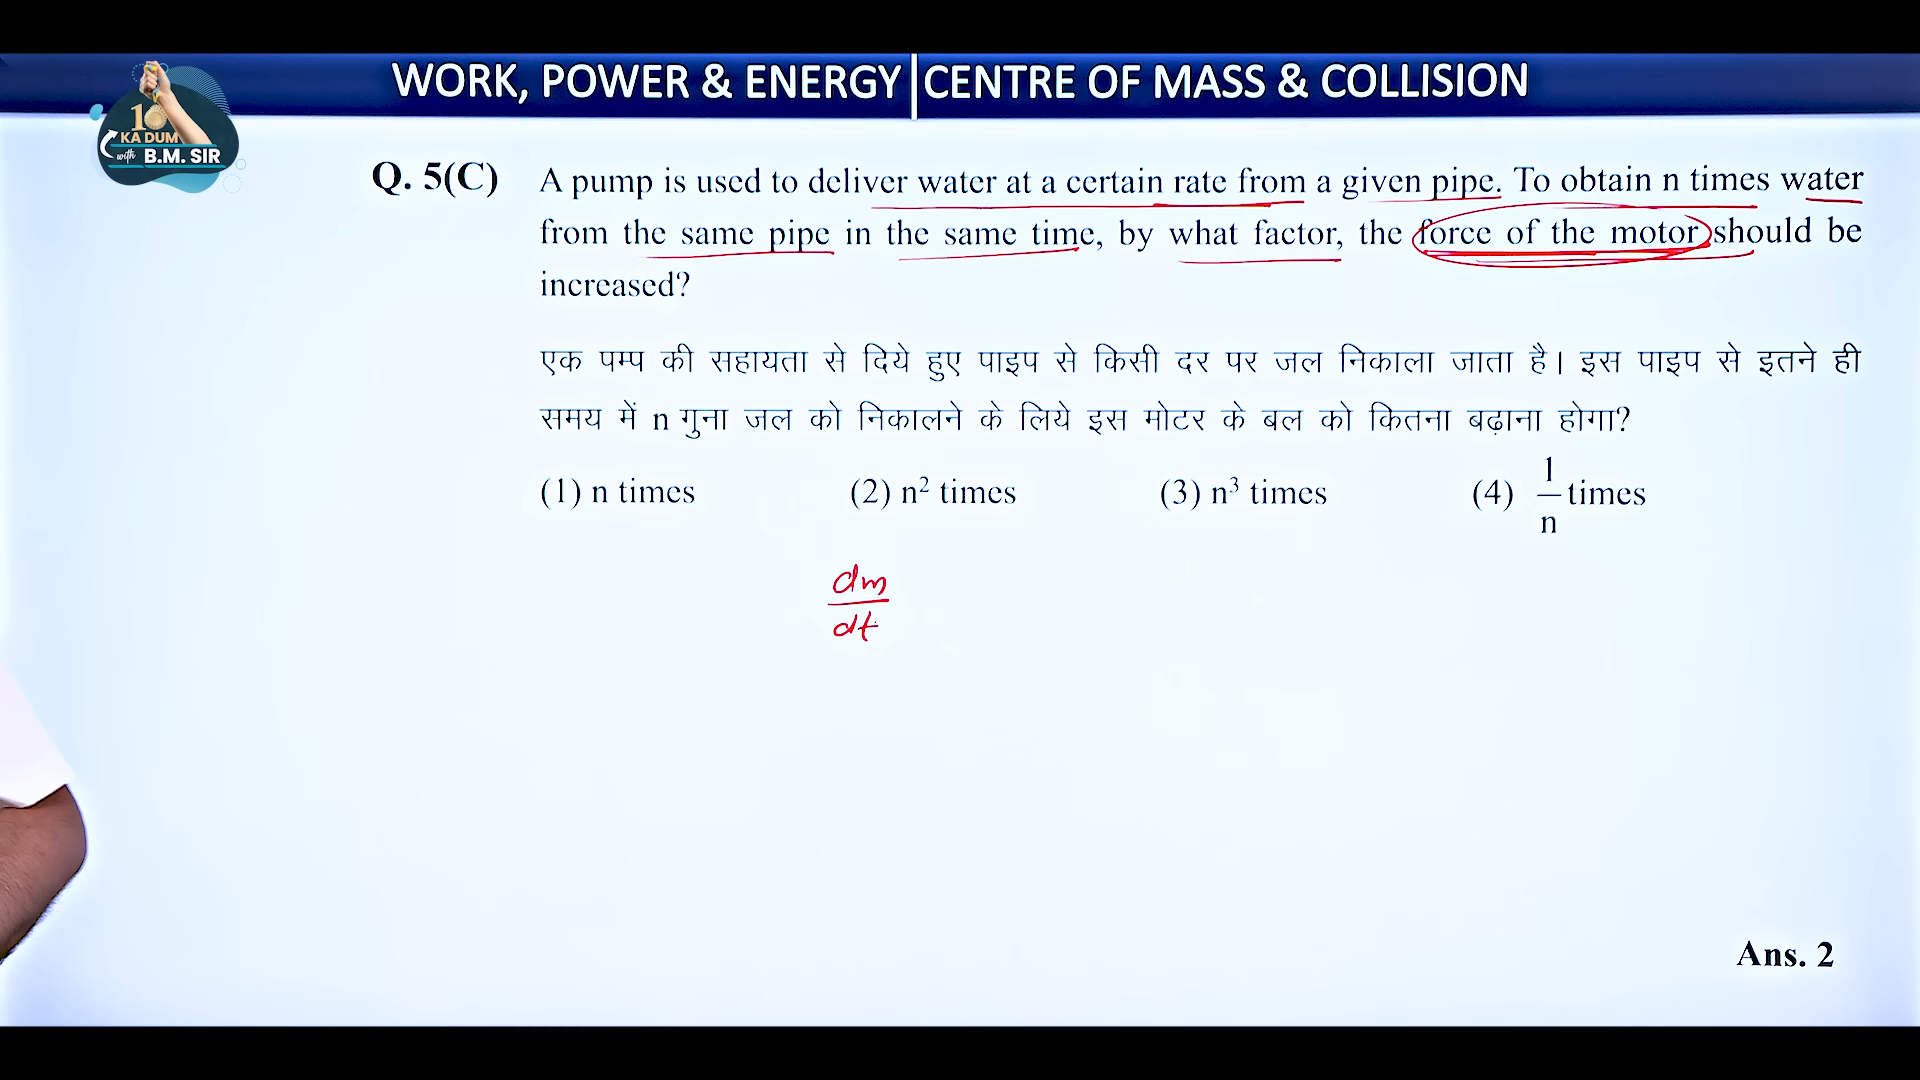 WORK, POWER & ENERGY | CENTRE OF MASS & COLLISION
10
KA DUM
with B.M. SIR
Q. 5(C) A pump is used to deliver water at a certain rate from a given pipe. To obtain n times water
from the same pipe in the same time, by what factor, the force of the motor should be
increased?
एक पम्प की सहायता से दिये हुए पाइप से किसी दर पर जल निकाला जाता है। इस पाइप से इतने ही
समय में n गुना जल को निकालने के लिये इस मोटर के बल को कितना बढ़ाना होगा?
(1) n times (2) n² times (3) n³ times (4) 1/n times
dm
dt
Ans. 2